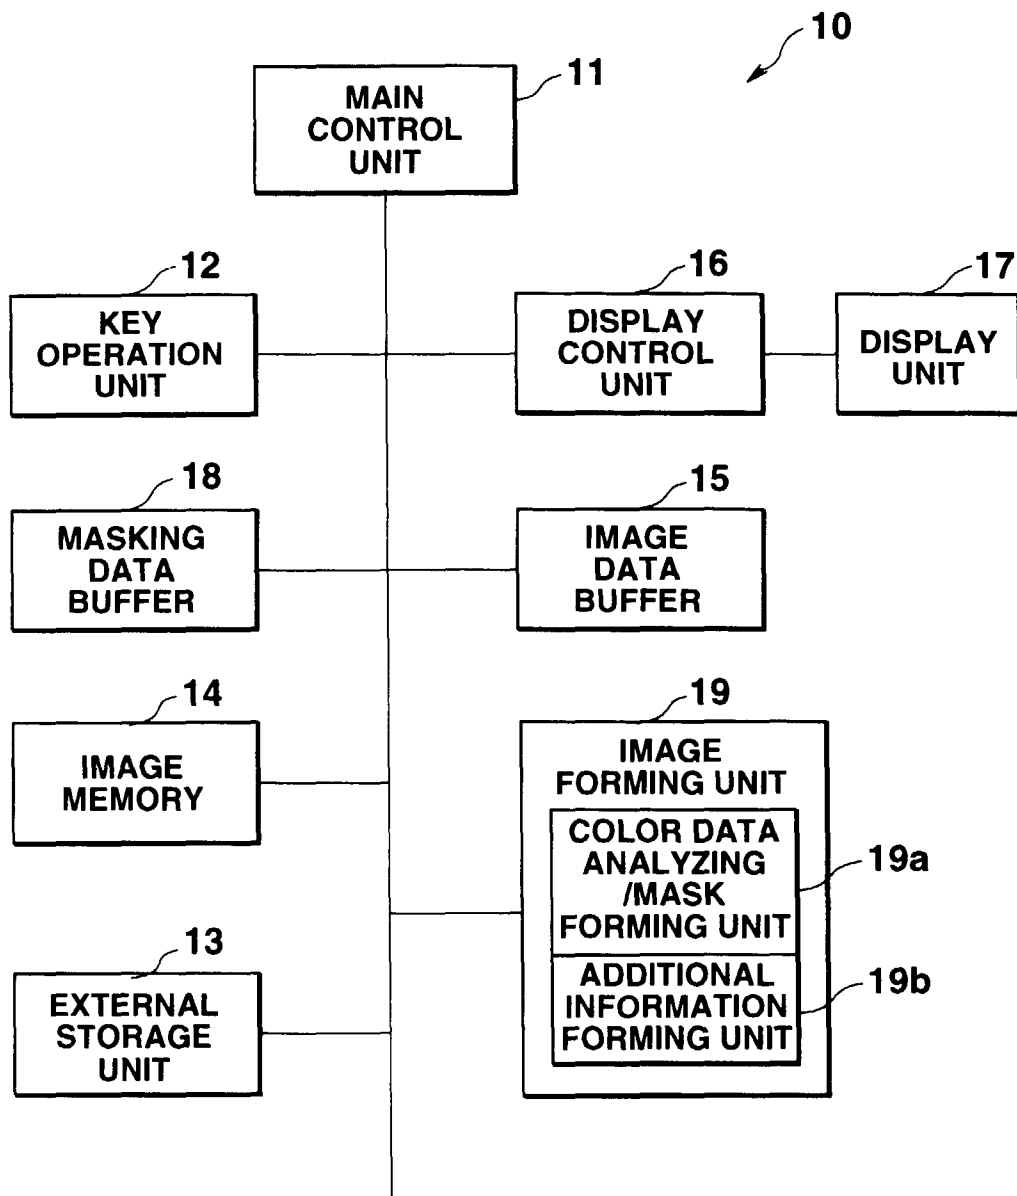 10
11
MAIN
CONTROL
UNIT
12
KEY
OPERATION
UNIT
16
DISPLAY
CONTROL
UNIT
17
DISPLAY
UNIT
18
MASKING
DATA
BUFFER
15
IMAGE
DATA
BUFFER
14
IMAGE
MEMORY
19
IMAGE
FORMING UNIT
COLOR DATA
ANALYZING
/MASK
FORMING UNIT
19a
ADDITIONAL
INFORMATION
FORMING UNIT
19b
13
EXTERNAL
STORAGE
UNIT